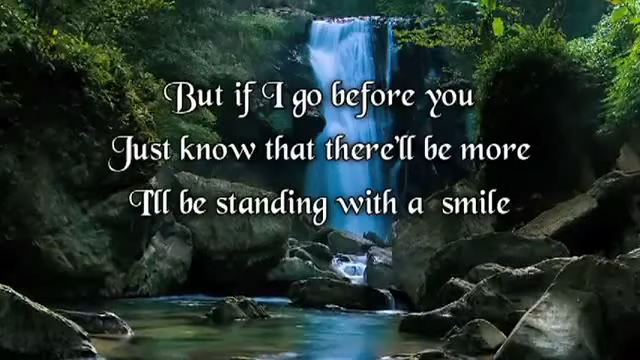 But if I go before you
Just know that there'll be more
I'll be standing with a smile